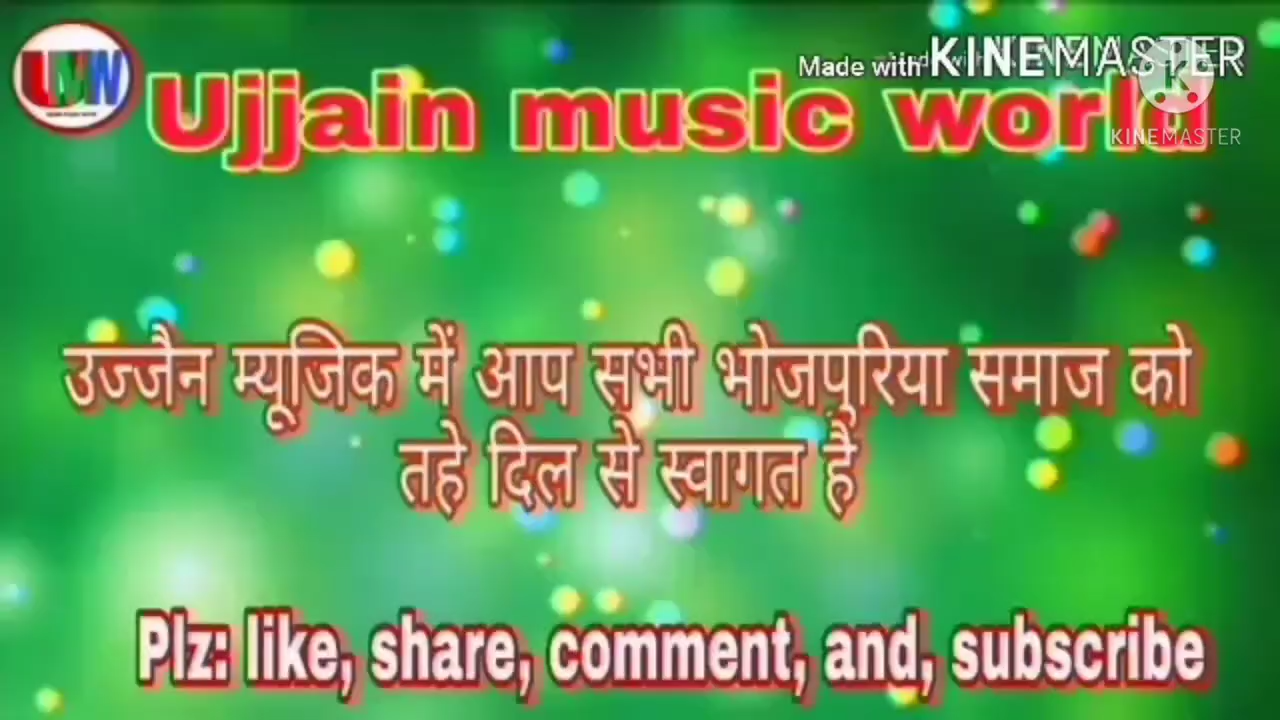 UMW
Made with KINEMASTER
Ujjain music world
K
KINEMASTER
उज्जैन म्यूजिक में आप सभी भोजपुरिया समाज को
तहे दिल से स्वागत हैं
Plz: like, share, comment, and, subscribe